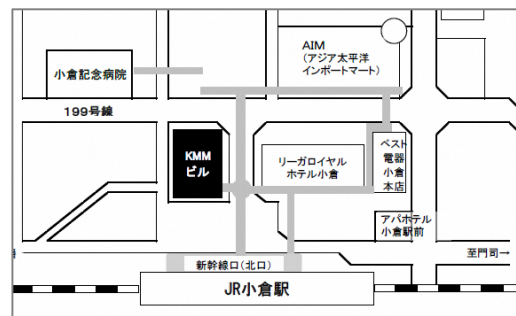 AIM
(アジア太平洋
インポートマート)
小倉記念病院
199号線
KMM
ビル
リーガロイヤル
ホテル小倉
ベスト
電器
小倉
本店
アパホテル
小倉駅前
新幹線口(北口)
至門司→
JR小倉駅